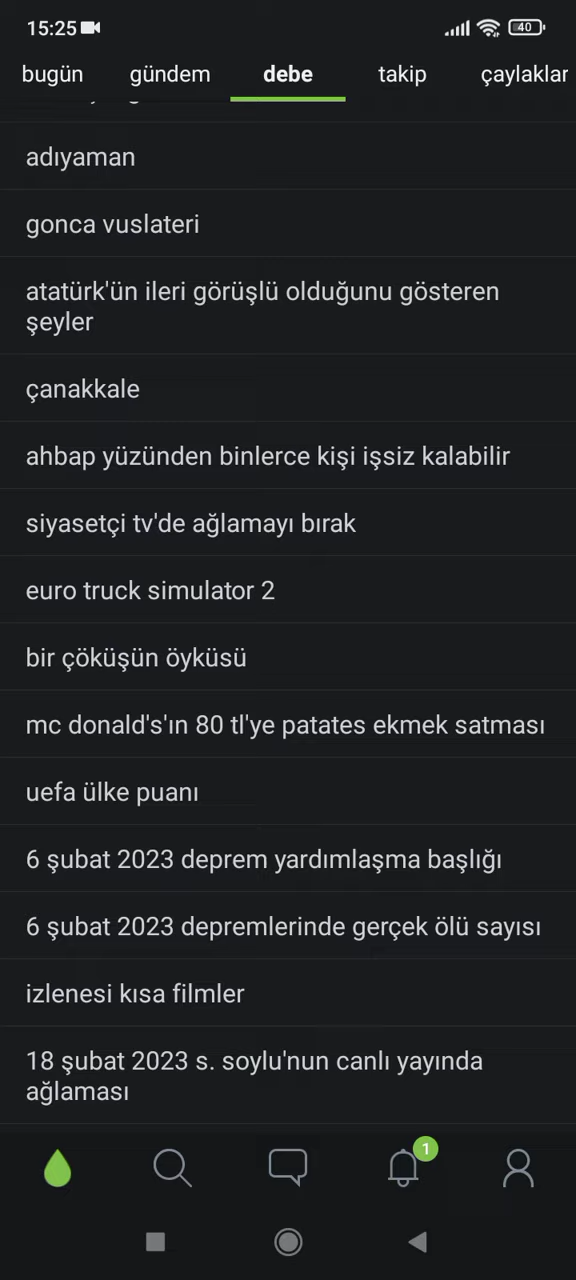 15:25
40
bugün gündem debe takip çaylaklar
adıyaman
gonca vuslateri
atatürk'ün ileri görüşlü olduğunu gösteren
şeyler
çanakkale
ahbap yüzünden binlerce kişi işsiz kalabilir
siyasetçi tv'de ağlamayı bırak
euro truck simulator 2
bir çöküşün öyküsü
mc donald's'ın 80 tl'ye patates ekmek satması
uefa ülke puanı
6 şubat 2023 deprem yardımlaşma başlığı
6 şubat 2023 depremlerinde gerçek ölü sayısı
izlenesi kısa filmler
18 şubat 2023 s. soylu'nun canlı yayında
ağlaması
1